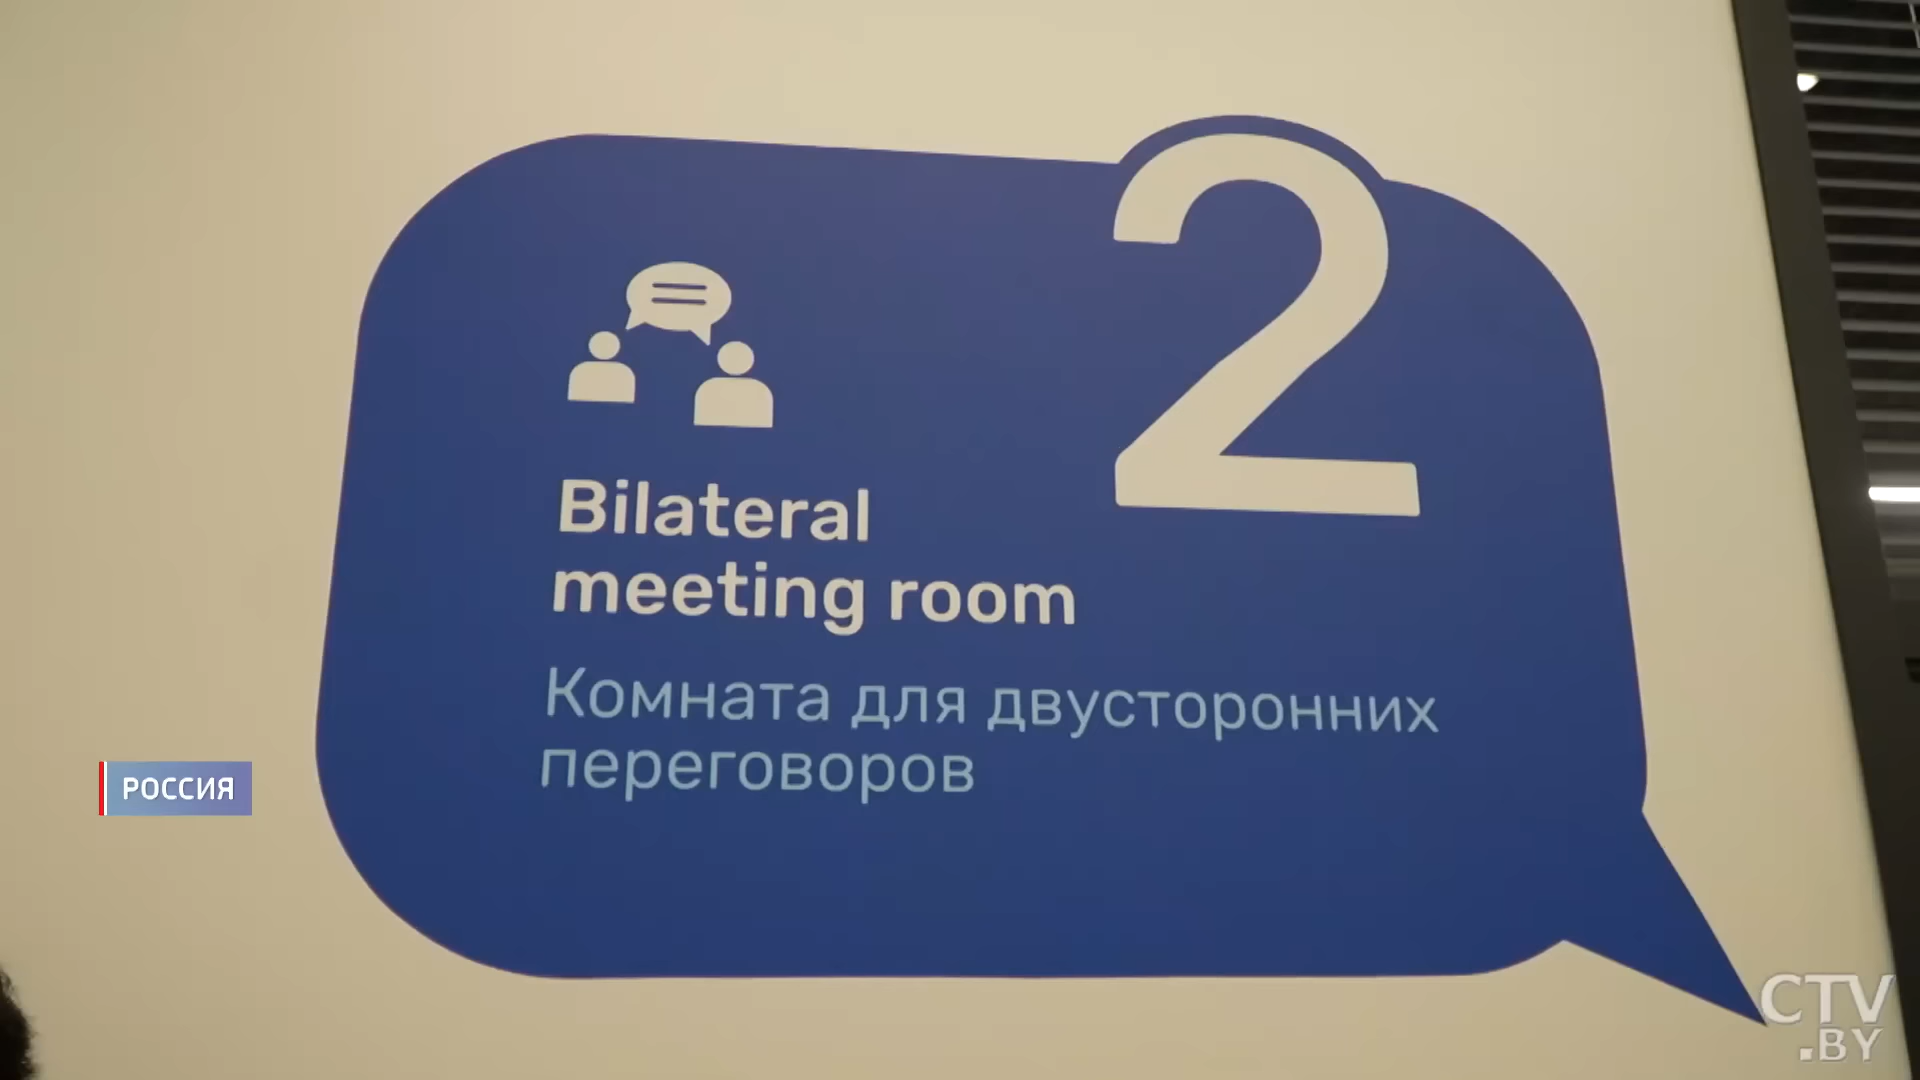 2
Bilateral
meeting room
Комната для двусторонних
переговоров
РОССИЯ
CTV
.BY